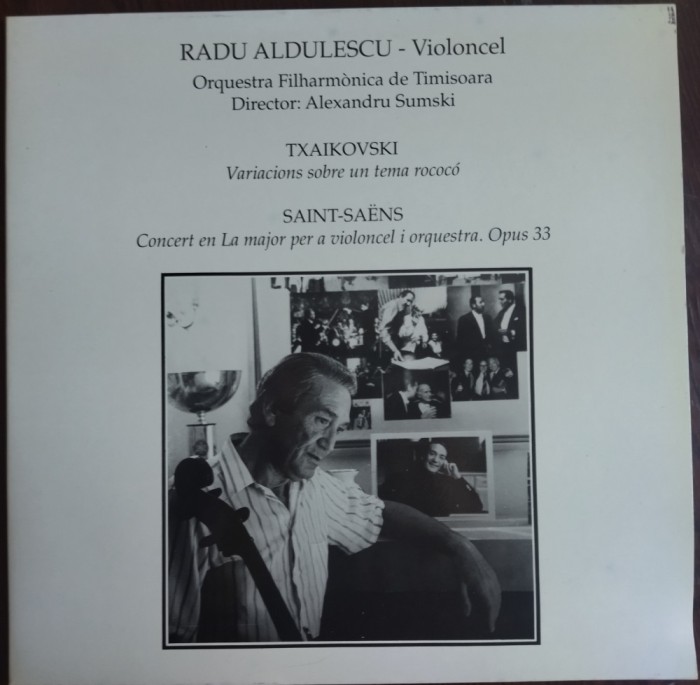 RADU ALDULESCU - Violoncel
Orquestra Filharmònica de Timisoara
Director: Alexandru Sumski
TXAIKOVSKI
Variacions sobre un tema rococó
SAINT-SAËNS
Concert en La major per a violoncel i orquestra. Opus 33